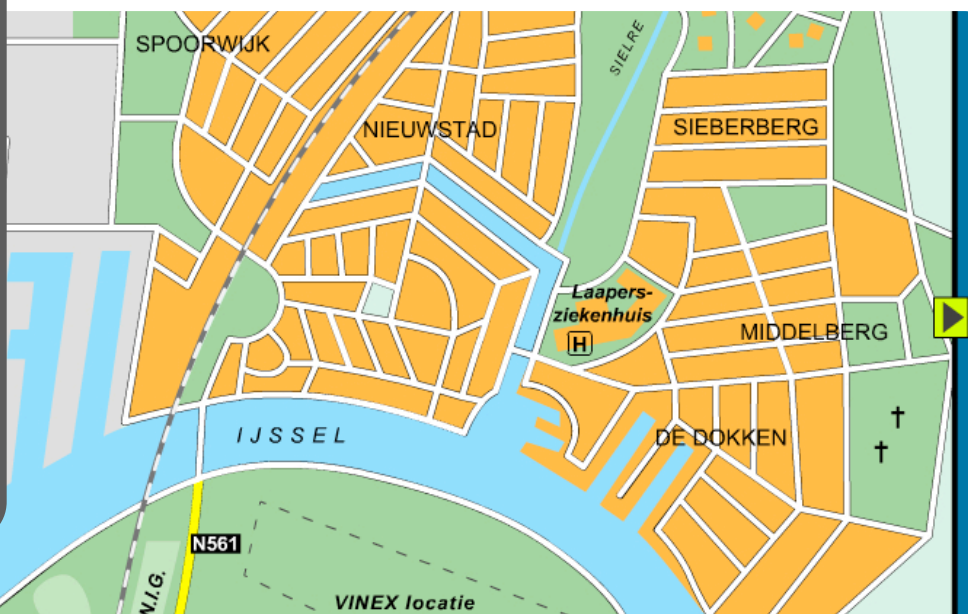 SPOORWIJK
SIELRE
NIEUWSTAD
SIEBERBERG
Laapers-
ziekenhuis
H
MIDDELBERG
IJSSEL
DE DOKKEN
N561
N.I.G.
VINEX locatie